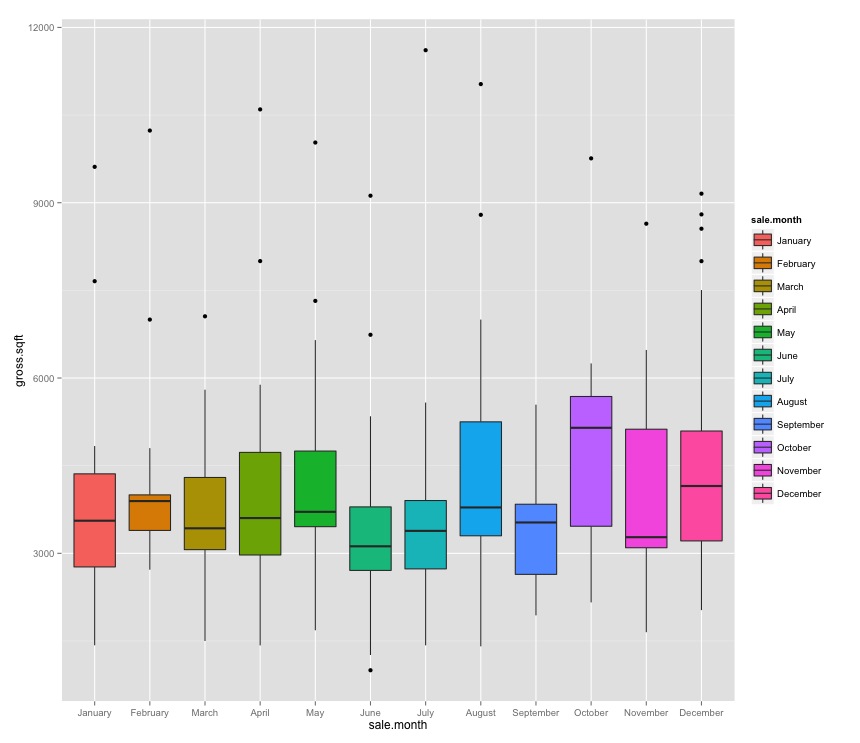 12000
9000
6000
3000
gross.sqft
January February March April May June July August September October November December
sale.month
sale.month
January
February
March
April
May
June
July
August
September
October
November
December